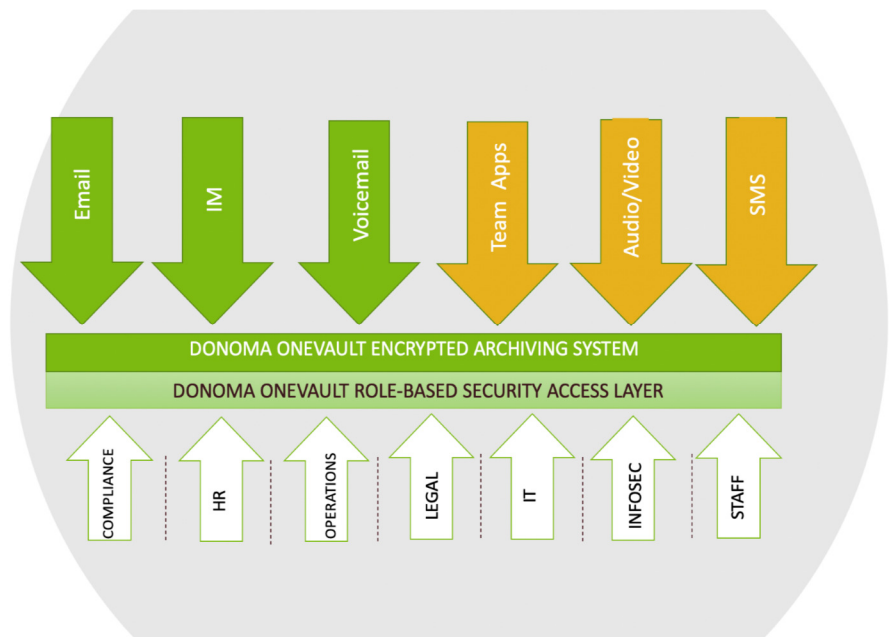 Email
IM
Voicemail
Team Apps
Audio/Video
SMS
DONOMA ONEVAULT ENCRYPTED ARCHIVING SYSTEM
DONOMA ONEVAULT ROLE-BASED SECURITY ACCESS LAYER
COMPLIANCE
HR
OPERATIONS
LEGAL
IT
INFOSEC
STAFF